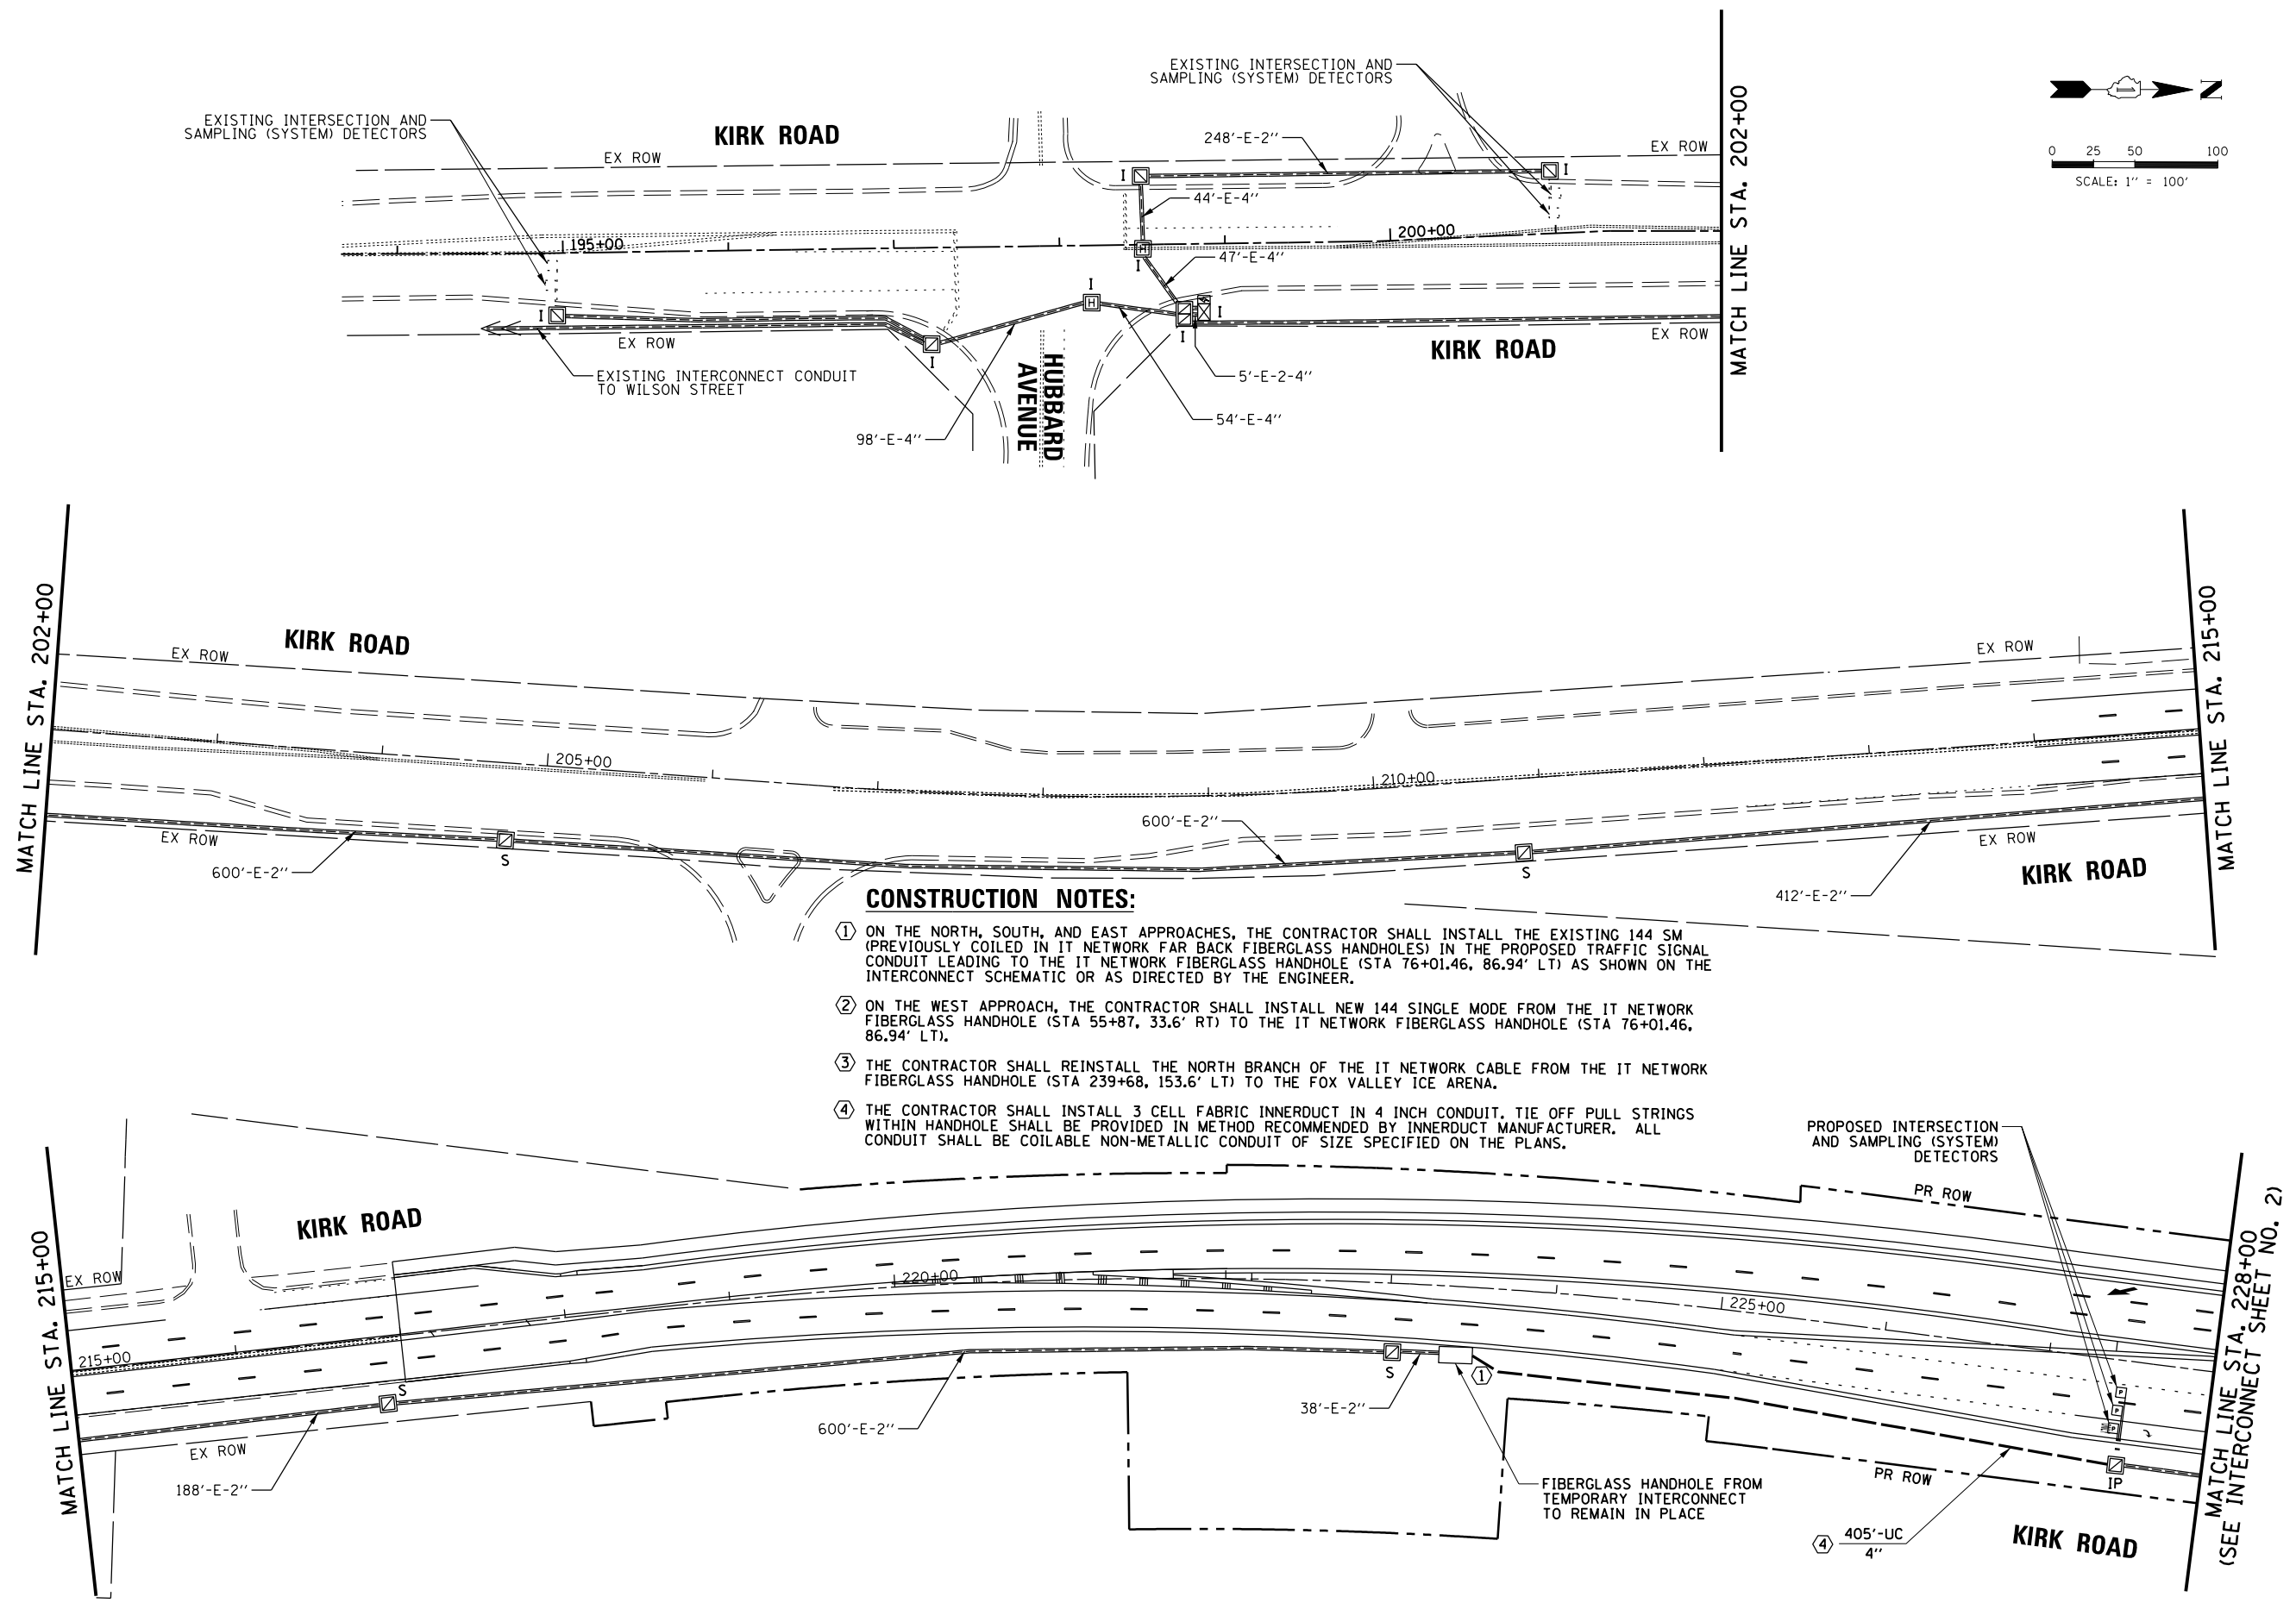 EXISTING INTERSECTION AND
SAMPLING (SYSTEM) DETECTORS
EXISTING INTERSECTION AND
SAMPLING (SYSTEM) DETECTORS
KIRK ROAD
EX ROW
248'-E-2"
EX ROW
MATCH LINE STA. 202+00
N
0 25 50 100
SCALE: 1" = 100'
I
I
44'-E-4"
195+00
200+00
H
I
47'-E-4"
I
H
I
I
I
EX ROW
I
EX ROW
KIRK ROAD
EXISTING INTERCONNECT CONDUIT
TO WILSON STREET
HUBBARD
AVENUE
5'-E-2-4"
54'-E-4"
98'-E-4"
MATCH LINE STA. 202+00
KIRK ROAD
EX ROW
EX ROW
MATCH LINE STA. 215+00
205+00
210+00
600'-E-2"
EX ROW
600'-E-2"
S
S
EX ROW
KIRK ROAD
412'-E-2"
CONSTRUCTION NOTES:
1 ON THE NORTH, SOUTH, AND EAST APPROACHES, THE CONTRACTOR SHALL INSTALL THE EXISTING 144 SM
(PREVIOUSLY COILED IN IT NETWORK FAR BACK FIBERGLASS HANDHOLES) IN THE PROPOSED TRAFFIC SIGNAL
CONDUIT LEADING TO THE IT NETWORK FIBERGLASS HANDHOLE (STA 76+01.46, 86.94' LT) AS SHOWN ON THE
INTERCONNECT SCHEMATIC OR AS DIRECTED BY THE ENGINEER.
2 ON THE WEST APPROACH, THE CONTRACTOR SHALL INSTALL NEW 144 SINGLE MODE FROM THE IT NETWORK
FIBERGLASS HANDHOLE (STA 55+87, 33.6' RT) TO THE IT NETWORK FIBERGLASS HANDHOLE (STA 76+01.46,
86.94' LT).
3 THE CONTRACTOR SHALL REINSTALL THE NORTH BRANCH OF THE IT NETWORK CABLE FROM THE IT NETWORK
FIBERGLASS HANDHOLE (STA 239+68, 153.6' LT) TO THE FOX VALLEY ICE ARENA.
4 THE CONTRACTOR SHALL INSTALL 3 CELL FABRIC INNERDUCT IN 4 INCH CONDUIT. TIE OFF PULL STRINGS
WITHIN HANDHOLE SHALL BE PROVIDED IN METHOD RECOMMENDED BY INNERDUCT MANUFACTURER. ALL
CONDUIT SHALL BE COILABLE NON-METALLIC CONDUIT OF SIZE SPECIFIED ON THE PLANS.
PROPOSED INTERSECTION
AND SAMPLING (SYSTEM)
DETECTORS
MATCH LINE STA. 215+00
KIRK ROAD
EX ROW
PR ROW
MATCH LINE STA. 228+00
(SEE INTERCONNECT SHEET NO. 2)
215+00
220+00
225+00
S
EX ROW
188'-E-2"
600'-E-2"
S
38'-E-2"
1
P
P
P
IP
PR ROW
FIBERGLASS HANDHOLE FROM
TEMPORARY INTERCONNECT
TO REMAIN IN PLACE
4 405'-UC
4"
KIRK ROAD